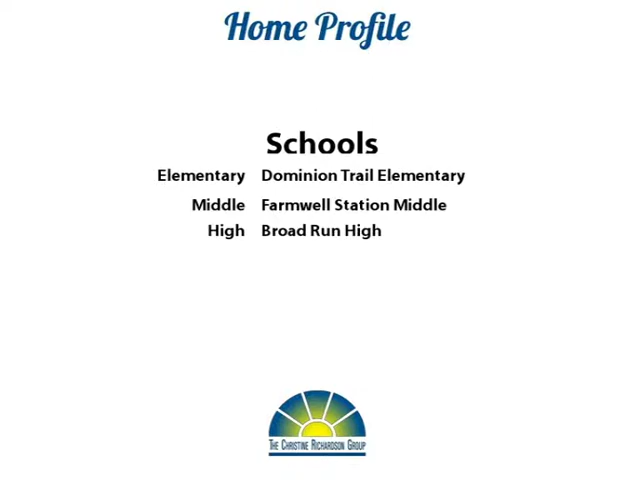 Home Profile
Schools
Elementary Dominion Trail Elementary
Middle Farmwell Station Middle
High Broad Run High
The Christine Richardson Group